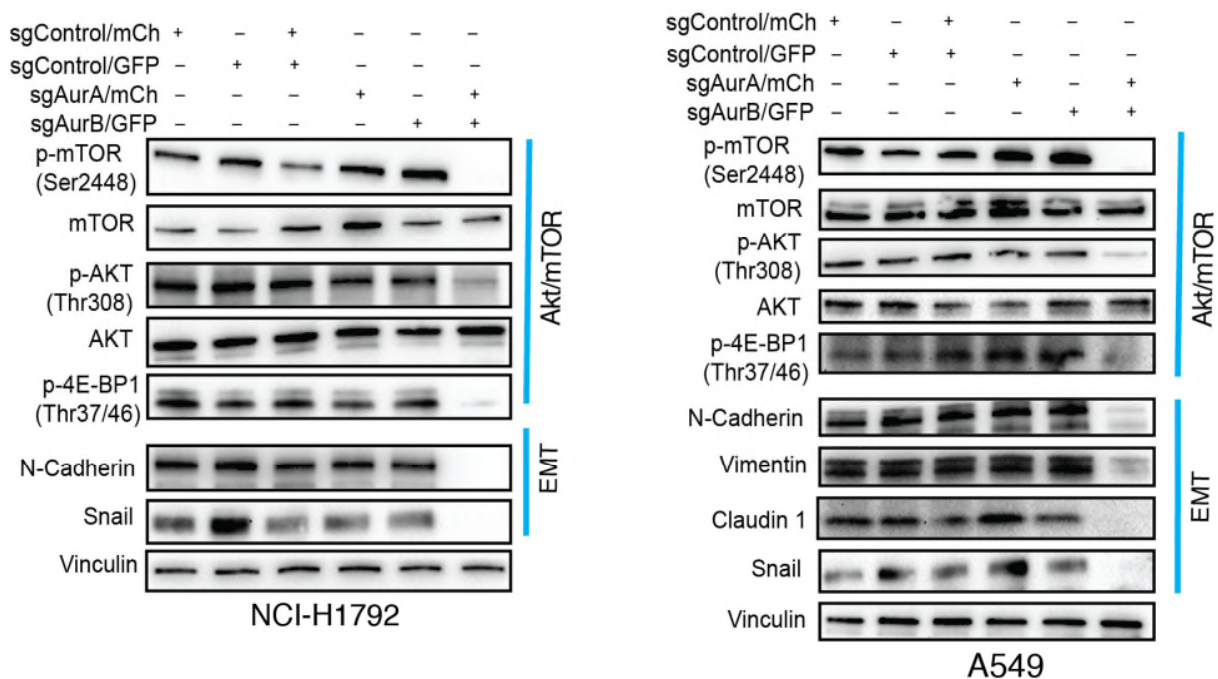 sgControl/mCh + – + – – –
sgControl/GFP – + + – – –
sgAurA/mCh – – – + – +
sgAurB/GFP – – – – + +
p-mTOR
(Ser2448)
mTOR
p-AKT
(Thr308)
AKT
p-4E-BP1
(Thr37/46)
Akt/mTOR
N-Cadherin
Snail
EMT
Vinculin
NCI-H1792
sgControl/mCh + – + – – –
sgControl/GFP – + + – – –
sgAurA/mCh – – – + – +
sgAurB/GFP – – – – + +
p-mTOR
(Ser2448)
mTOR
p-AKT
(Thr308)
AKT
p-4E-BP1
(Thr37/46)
Akt/mTOR
N-Cadherin
Vimentin
Claudin 1
Snail
EMT
Vinculin
A549